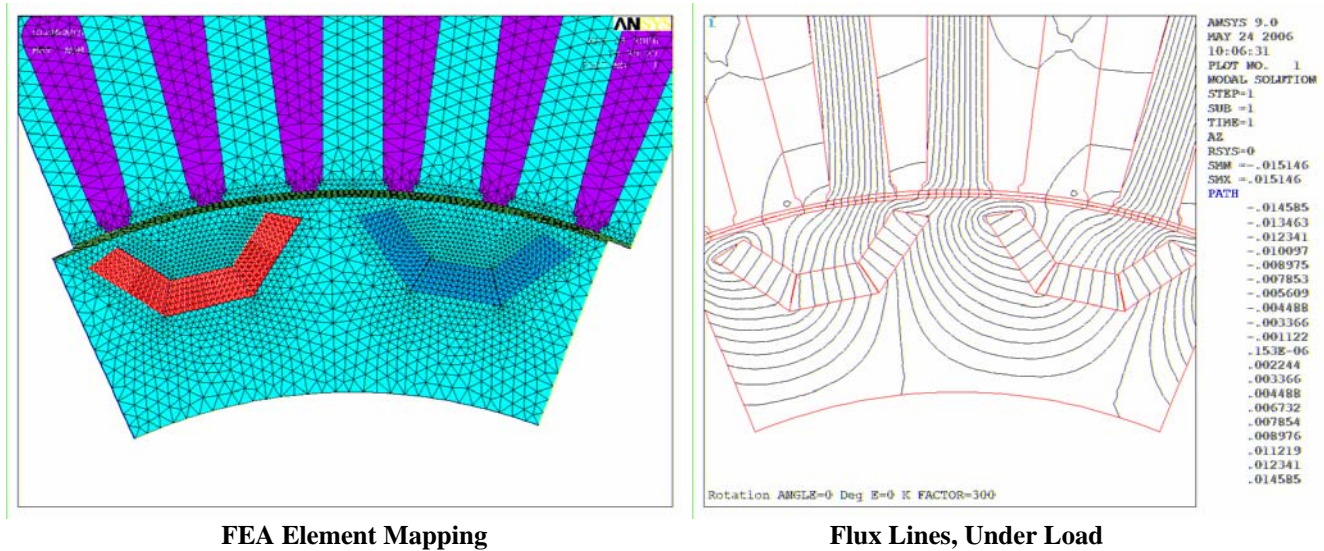 AN
1
ANSYS 9.0
MAY 24 2006
10:06:31
PLOT NO. 1
NODAL SOLUTION
STEP=1
SUB =1
TIME=1
AZ
RSYS=0
SMN =-.015146
SMX =.015146
PATH
-.014585
-.013463
-.012341
-.010097
-.008975
-.007853
-.005609
-.004488
-.003366
-.001122
.153E-06
.002244
.003366
.004488
.006732
.007854
.008976
.011219
.012341
.014585
Rotation ANGLE=0 Deg E=0 K FACTOR=300
FEA Element Mapping
Flux Lines, Under Load